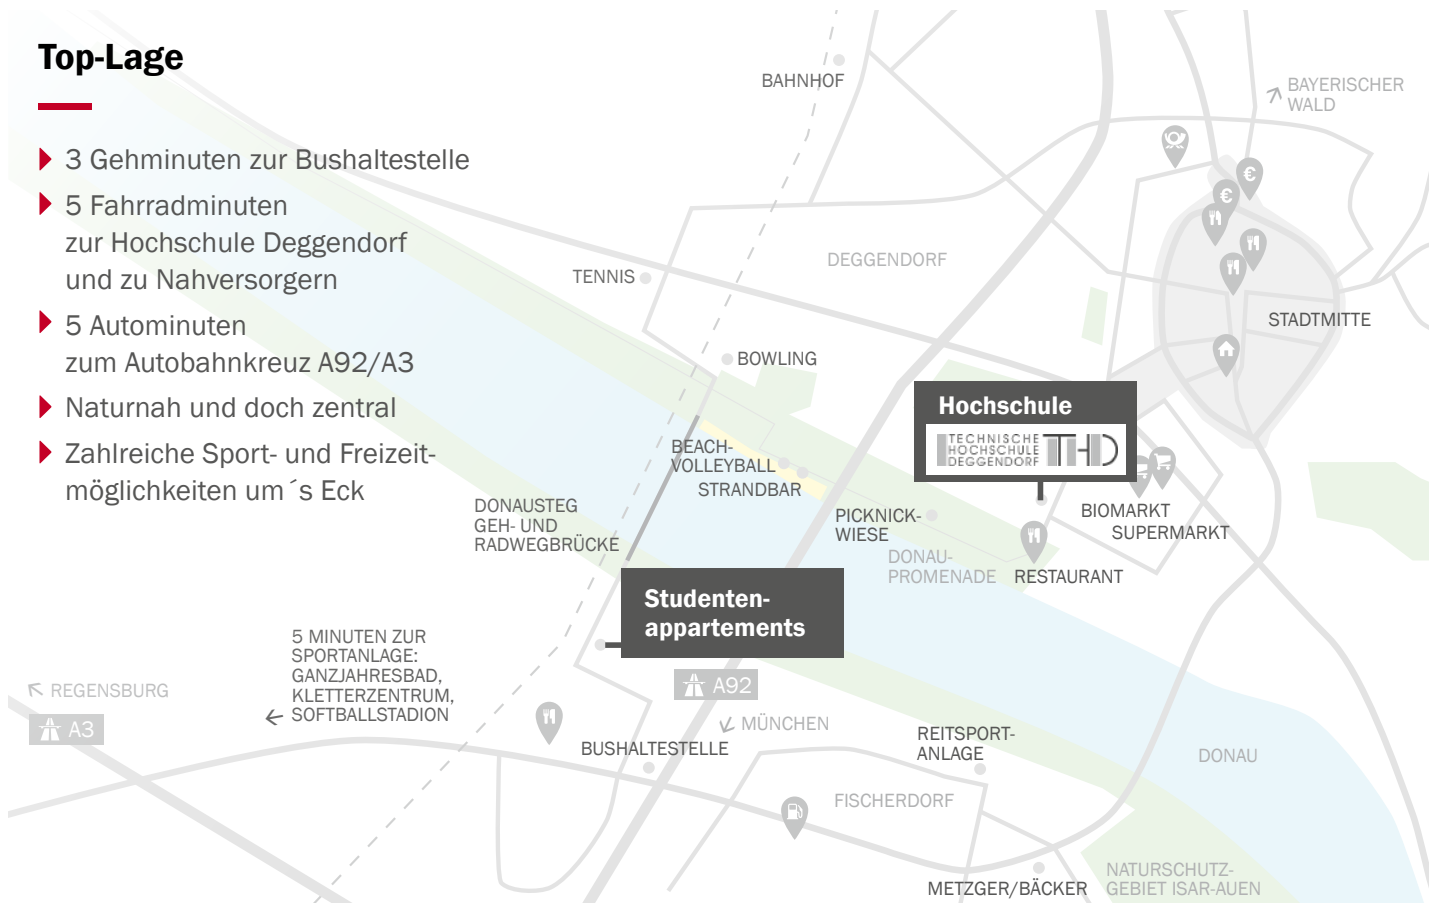 Top-Lage
3 Gehminuten zur Bushaltestelle
5 Fahrradminuten
zur Hochschule Deggendorf
und zu Nahversorgern
5 Autominuten
zum Autobahnkreuz A92/A3
Naturnah und doch zentral
Zahlreiche Sport- und Freizeit-
möglichkeiten um´s Eck
BAHNHOF
BAYERISCHER
WALD
€
€
DEGGENDORF
TENNIS
STADTMITTE
BOWLING
Hochschule
TECHNISCHE
HOCHSCHULE
DEGGENDORF
THD
BEACH-
VOLLEYBALL
STRANDBAR
DONAUSTEG
GEH- UND
RADWEGBRÜCKE
PICKNICK-
WIESE
BIOMARKT
SUPERMARKT
DONAU-
PROMENADE
RESTAURANT
Studenten-
appartements
5 MINUTEN ZUR
SPORTANLAGE:
GANZJAHRESBAD,
KLETTERZENTRUM,
SOFTBALLSTADION
REGENSBURG
A3
A92
MÜNCHEN
BUSHALTESTELLE
REITSPORT-
ANLAGE
DONAU
FISCHERDORF
METZGER/BÄCKER
NATURSCHUTZ-
GEBIET ISAR-AUEN